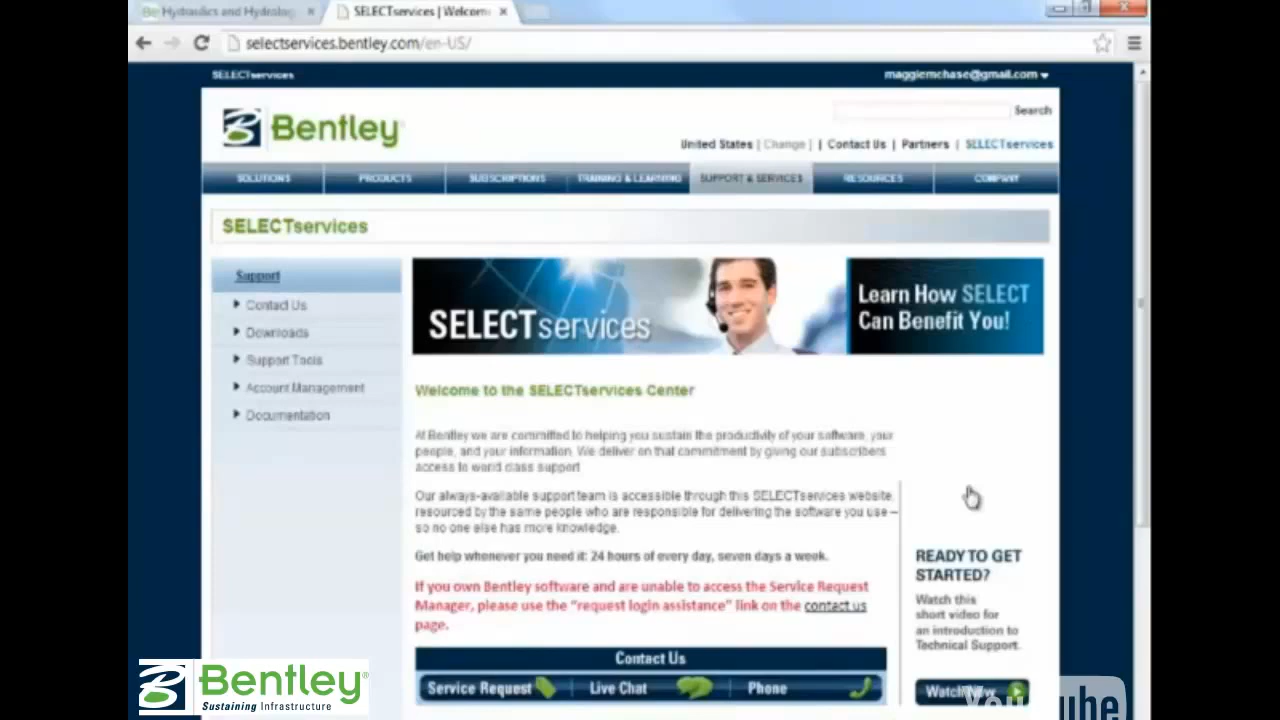 Hydraulics and Hydrolog
SELECTservices | Welcome
selectservices.bentley.com/en-US/
SELECTservices
maggiemchase@gmail.com
Bentley
Search
United States | Change | | Contact Us | Partners | SELECTservices
SOLUTIONS PRODUCTS SUBSCRIPTIONS TRAINING & LEARNING SUPPORT & SERVICES RESOURCES COMPANY
SELECTservices
Support
Contact Us
Downloads
Support Tools
Account Management
Documentation
SELECTservices
Learn How SELECT
Can Benefit You!
Welcome to the SELECTservices Center
At Bentley we are committed to helping you sustain the productivity of your software, your
people, and your information. We deliver on that commitment by giving our subscribers
access to world class support
Our always-available support team is accessible through this SELECTservices website,
resourced by the same people who are responsible for delivering the software you use –
so no one else has more knowledge.
Get help whenever you need it: 24 hours of every day, seven days a week.
If you own Bentley software and are unable to access the Service Request
Manager, please use the "request login assistance" link on the contact us
page.
READY TO GET
STARTED?
Watch this
short video for
an introduction to
Technical Support.
Watch Now
Contact Us
Service Request Live Chat Phone
Bentley
Sustaining Infrastructure
YouTube